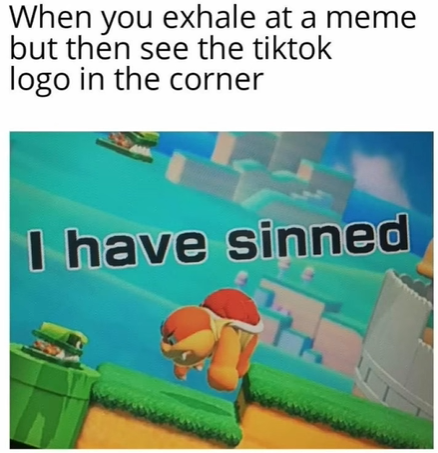 When you exhale at a meme
but then see the tiktok
logo in the corner
I have sinned